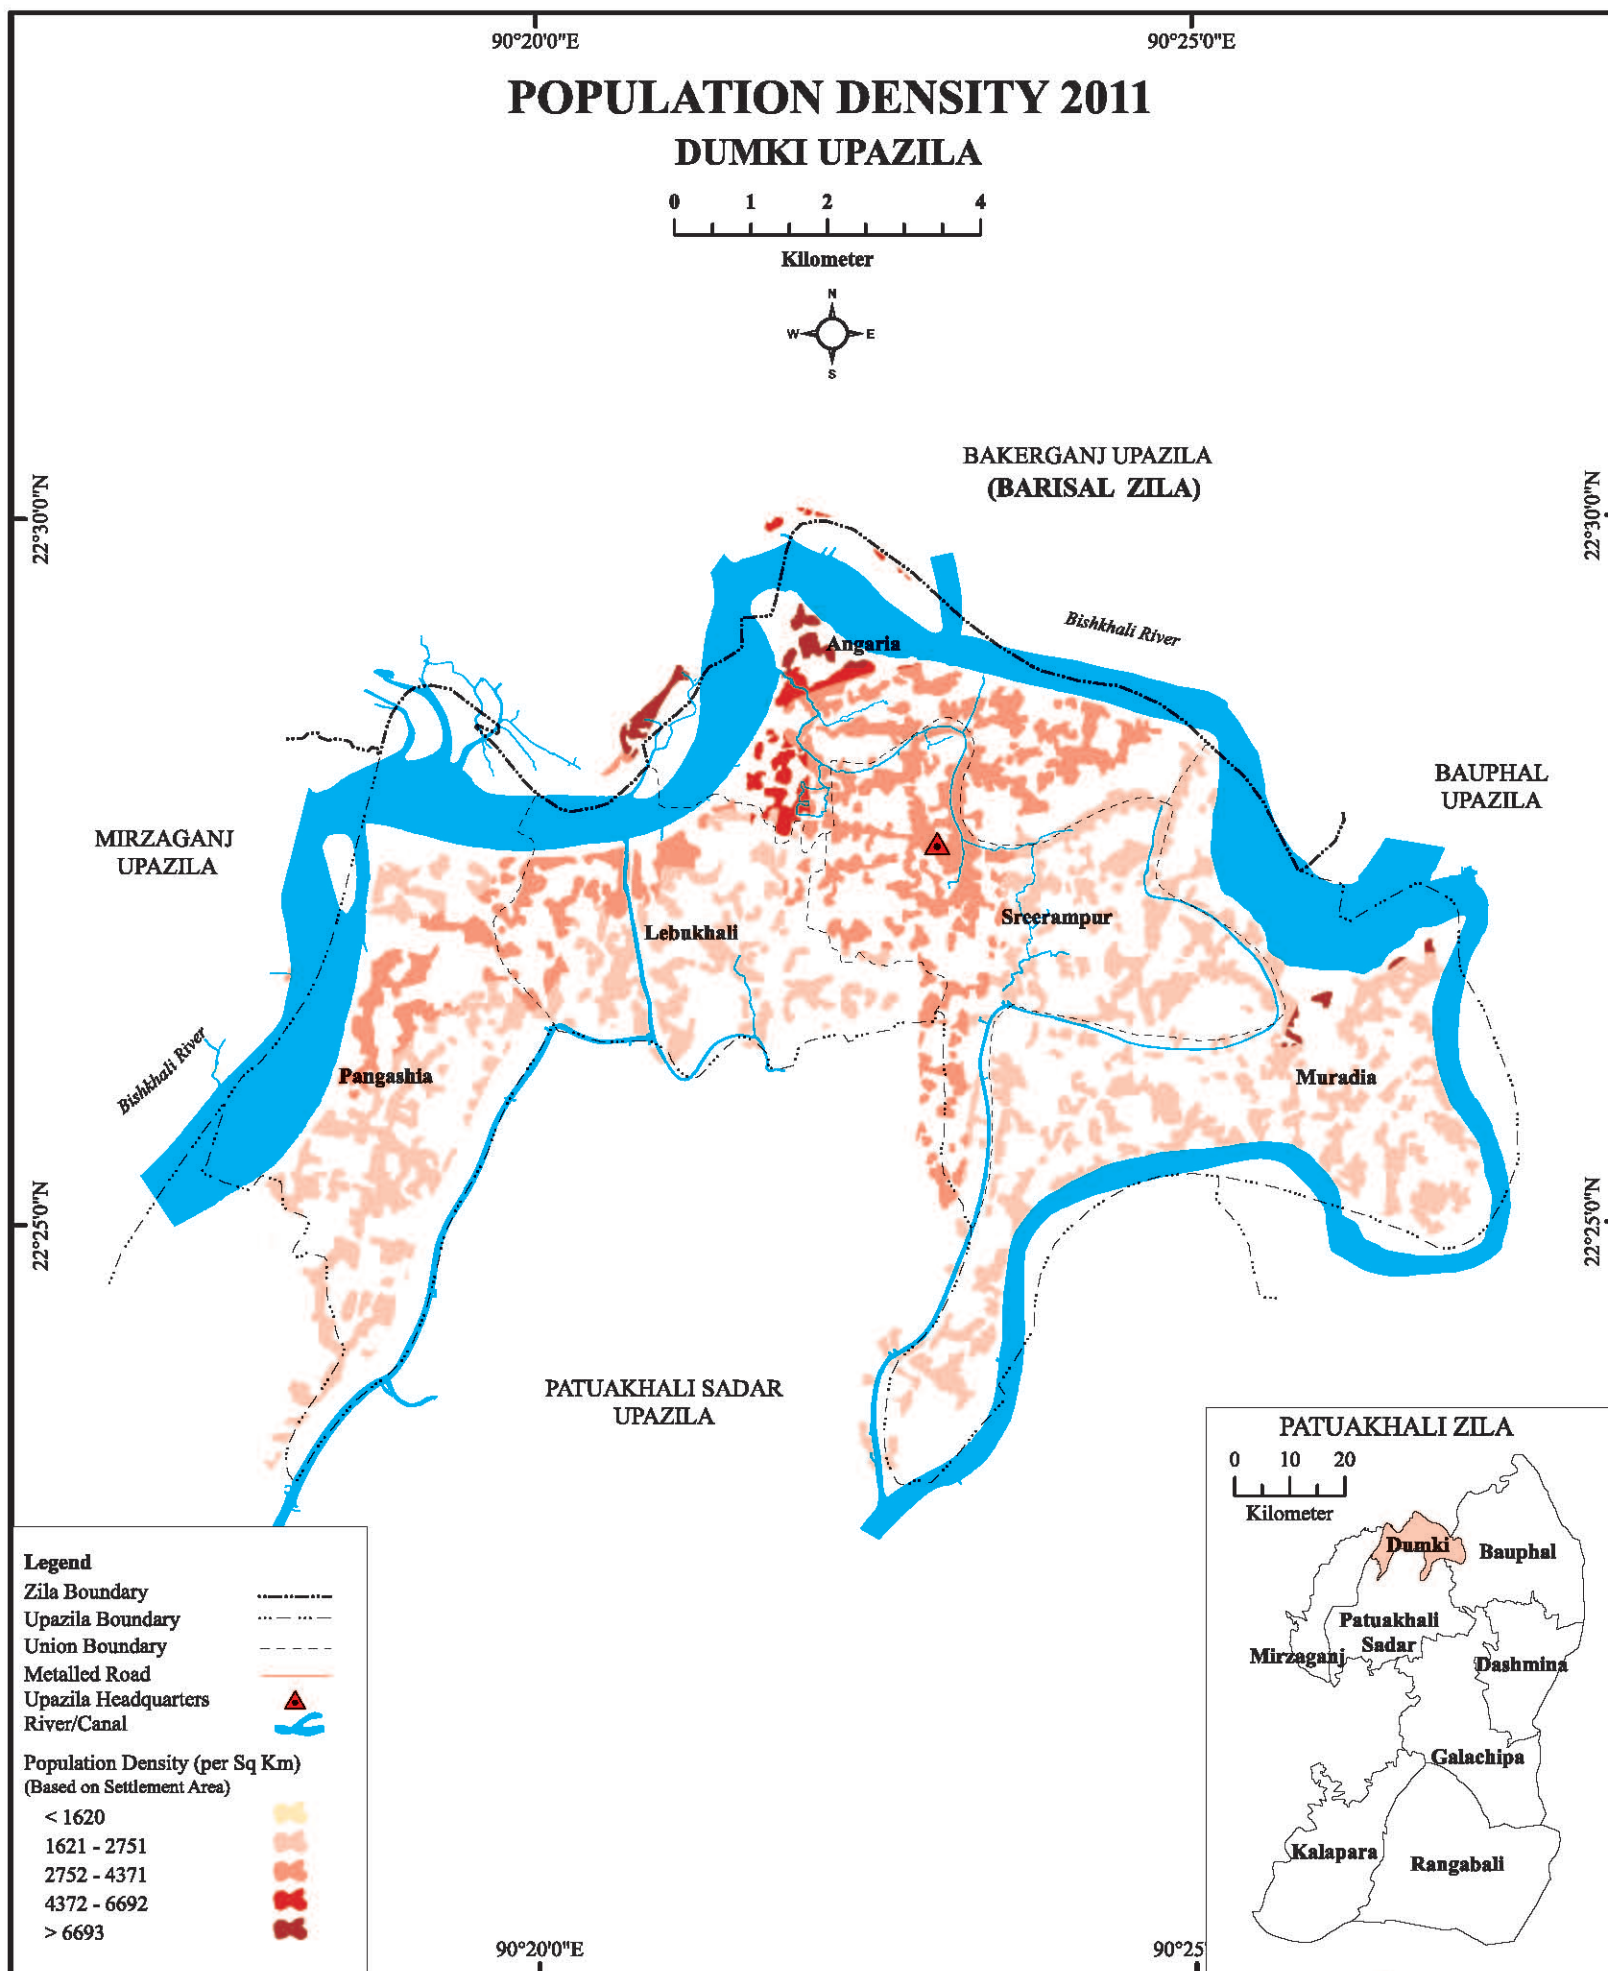 90°20'0"E
90°25'0"E
POPULATION DENSITY 2011
DUMKI UPAZILA
0 1 2 4
Kilometer
N
W E
S
BAKERGANJ UPAZILA
(BARISAL ZILA)
22°30'0"N
22°30'0"N
Bishkhali River
Angaria
BAUPHAL
UPAZILA
MIRZAGANJ
UPAZILA
Sreerampur
Lebukhali
Bishkhali River
Pangashia
Muradia
22°25'0"N
22°25'0"N
PATUAKHALI SADAR
UPAZILA
PATUAKHALI ZILA
0 10 20
Kilometer
Dumki
Bauphal
Patuakhali
Sadar
Mirzaganj
Dashmina
Galachipa
Kalapara
Rangabali
Legend
Zila Boundary
Upazila Boundary
Union Boundary
Metalled Road
Upazila Headquarters
River/Canal
Population Density (per Sq Km)
(Based on Settlement Area)
< 1620
1621 - 2751
2752 - 4371
4372 - 6692
> 6693
90°20'0"E
90°25'